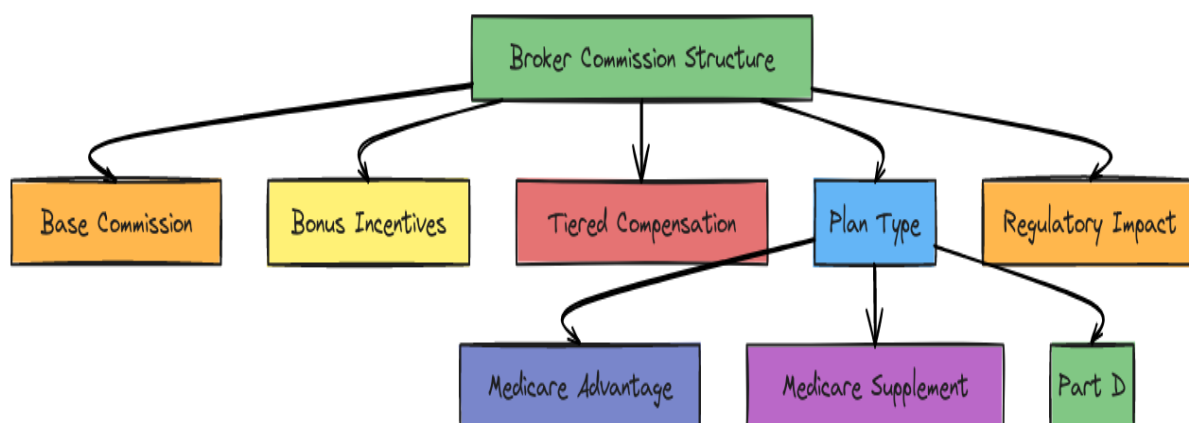 Broker Commission Structure
Base Commission
Bonus Incentives
Tiered Compensation
Plan Type
Regulatory Impact
Medicare Advantage
Medicare Supplement
Part D